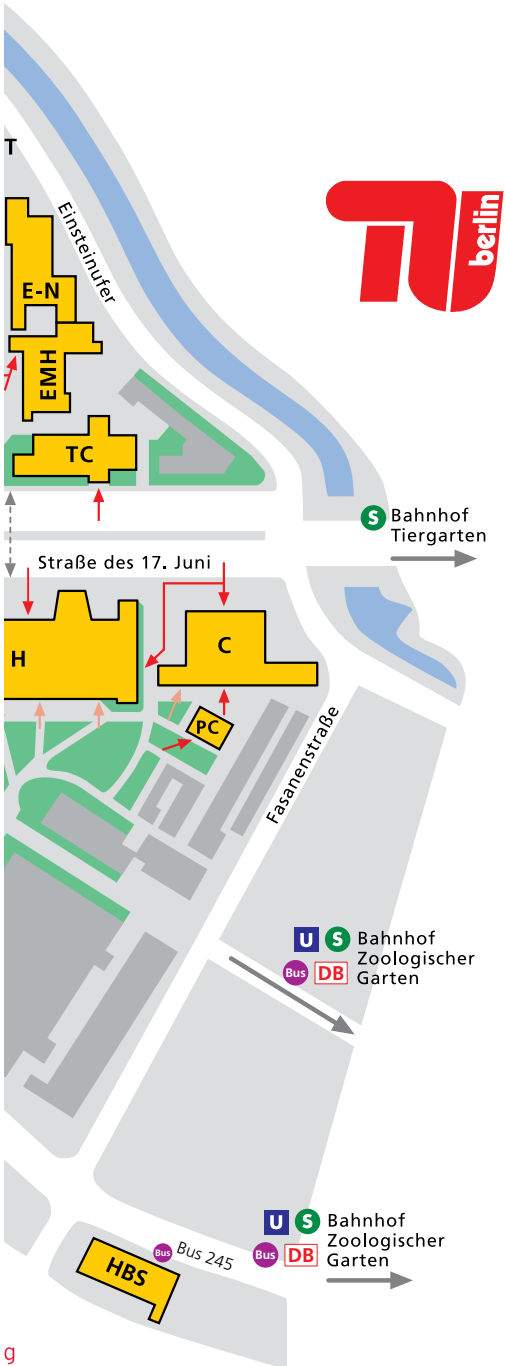 T
Einsteinufer
berlin
E-N
EMH
TC
S Bahnhof
Tiergarten
Straße des 17. Juni
H
C
PC
Fasanenstraße
U S Bahnhof
Zoologischer
Bus DB Garten
U S Bahnhof
Zoologischer
Bus DB Garten
Bus Bus 245
HBS
g